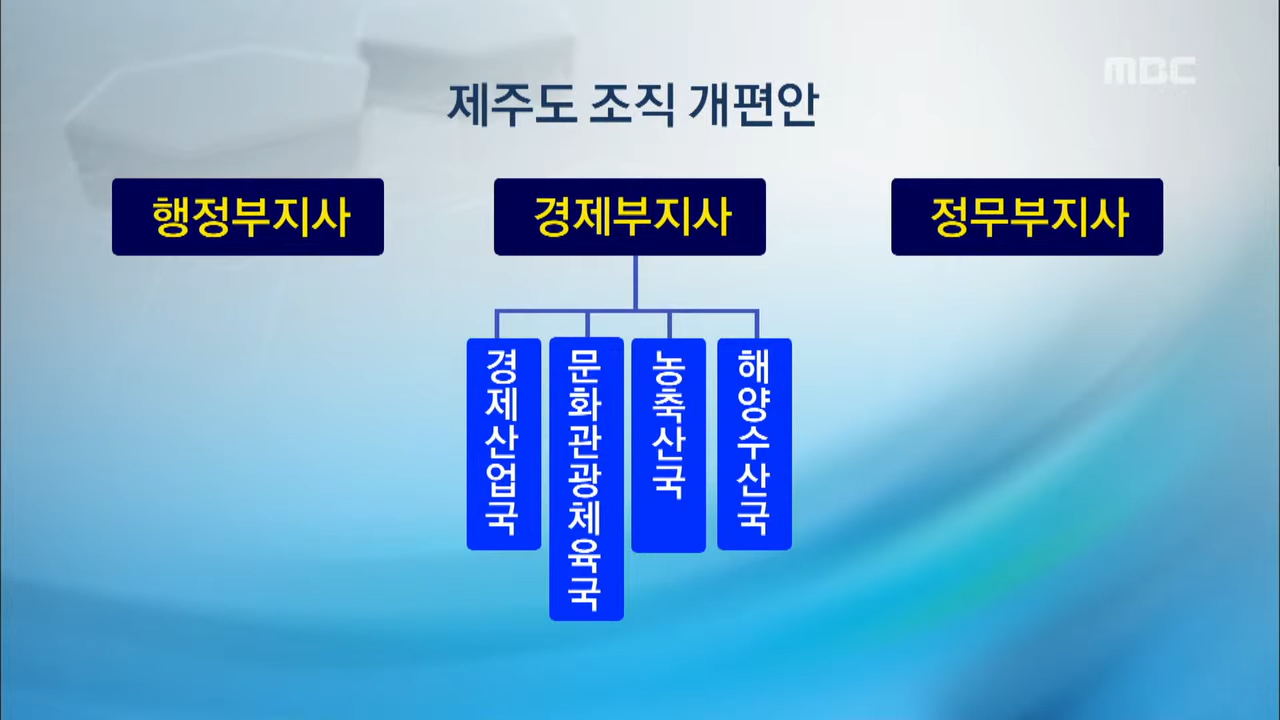 MBC
제주도 조직 개편안
행정부지사
경제부지사
정무부지사
경제산업국
문화관광체육국
농축산국
해양수산국